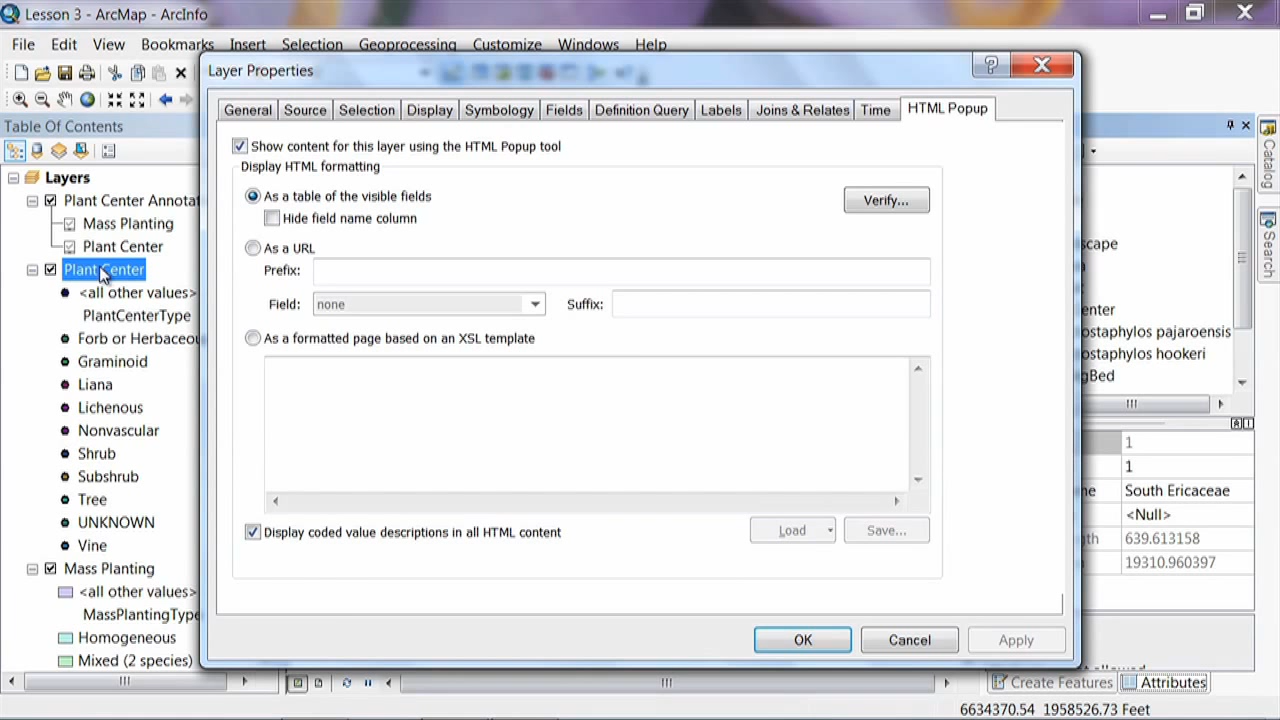 Lesson 3 - ArcMap - ArcInfo
File Edit View Bookmarks Insert Selection Geoprocessing Customize Windows Help
Layer Properties
Table Of Contents
Layers
Plant Center Annotat
Mass Planting
Plant Center
Plant Center
<all other values>
PlantCenterType
Forb or Herbaceou
Graminoid
Liana
Lichenous
Nonvascular
Shrub
Subshrub
Tree
UNKNOWN
Vine
Mass Planting
<all other values>
MassPlantingType
Homogeneous
Mixed (2 species)
General Source Selection Display Symbology Fields Definition Query Labels Joins & Relates Time HTML Popup
Show content for this layer using the HTML Popup tool
Display HTML formatting
As a table of the visible fields
Verify...
Hide field name column
As a URL
Prefix:
Field: none Suffix:
As a formatted page based on an XSL template
Display coded value descriptions in all HTML content
Load Save...
OK Cancel Apply
Catalog
Search
scape
enter
ostaphylos pajaroensis
ostaphylos hookeri
gBed
1
1
ne South Ericaceae
<Null>
gth 639.613158
19310.960397
Create Features Attributes
6634370.54 1958526.73 Feet